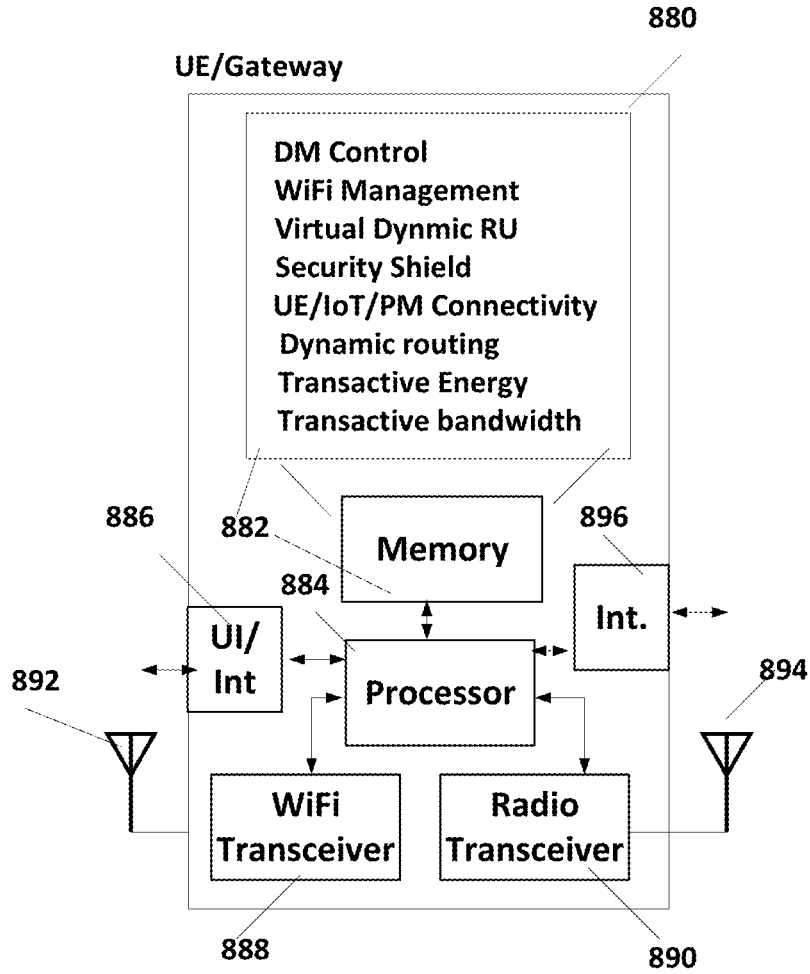 880
UE/Gateway
DM Control
WiFi Management
Virtual Dynmic RU
Security Shield
UE/IoT/PM Connectivity
Dynamic routing
Transactive Energy
Transactive bandwidth
886
882
896
Memory
884
UI/
Int
Int.
Processor
892
894
WiFi
Transceiver
Radio
Transceiver
888
890